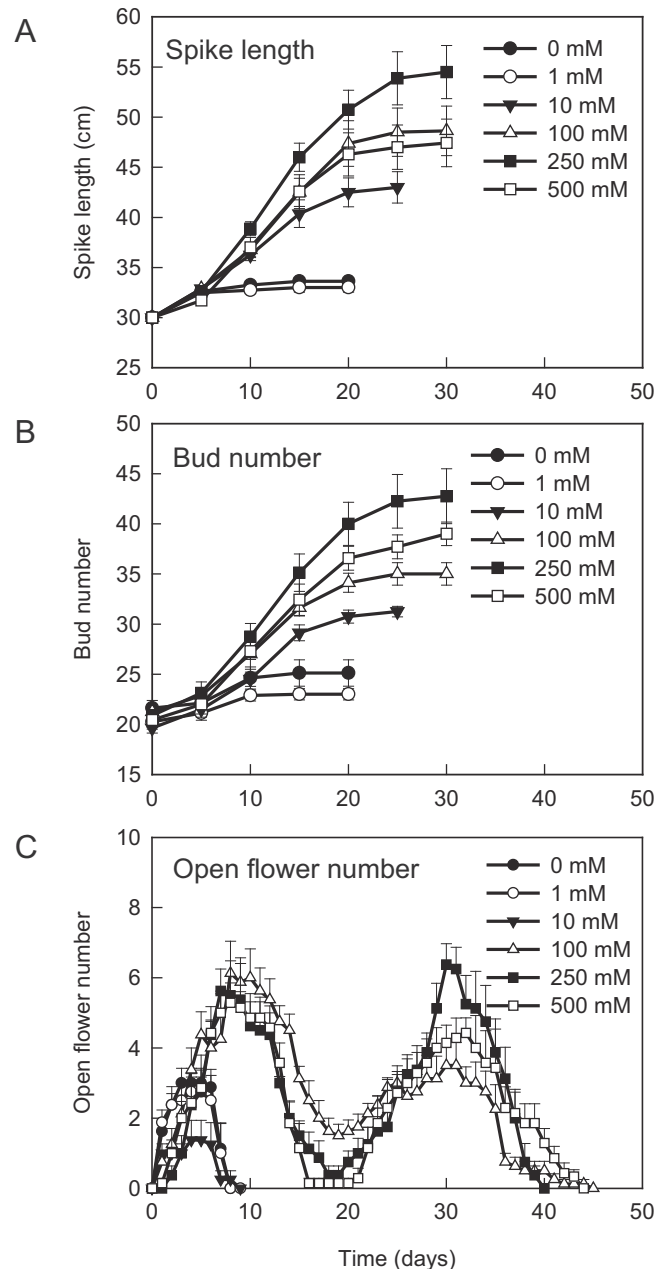 A
Spike length
0 mM
1 mM
10 mM
100 mM
250 mM
500 mM
Spike length (cm)
60
55
50
45
40
35
30
25
0 10 20 30 40 50
B
Bud number
0 mM
1 mM
10 mM
100 mM
250 mM
500 mM
Bud number
50
45
40
35
30
25
20
15
0 10 20 30 40 50
C
Open flower number
0 mM
1 mM
10 mM
100 mM
250 mM
500 mM
Open flower number
10
8
6
4
2
0
0 10 20 30 40 50
Time (days)